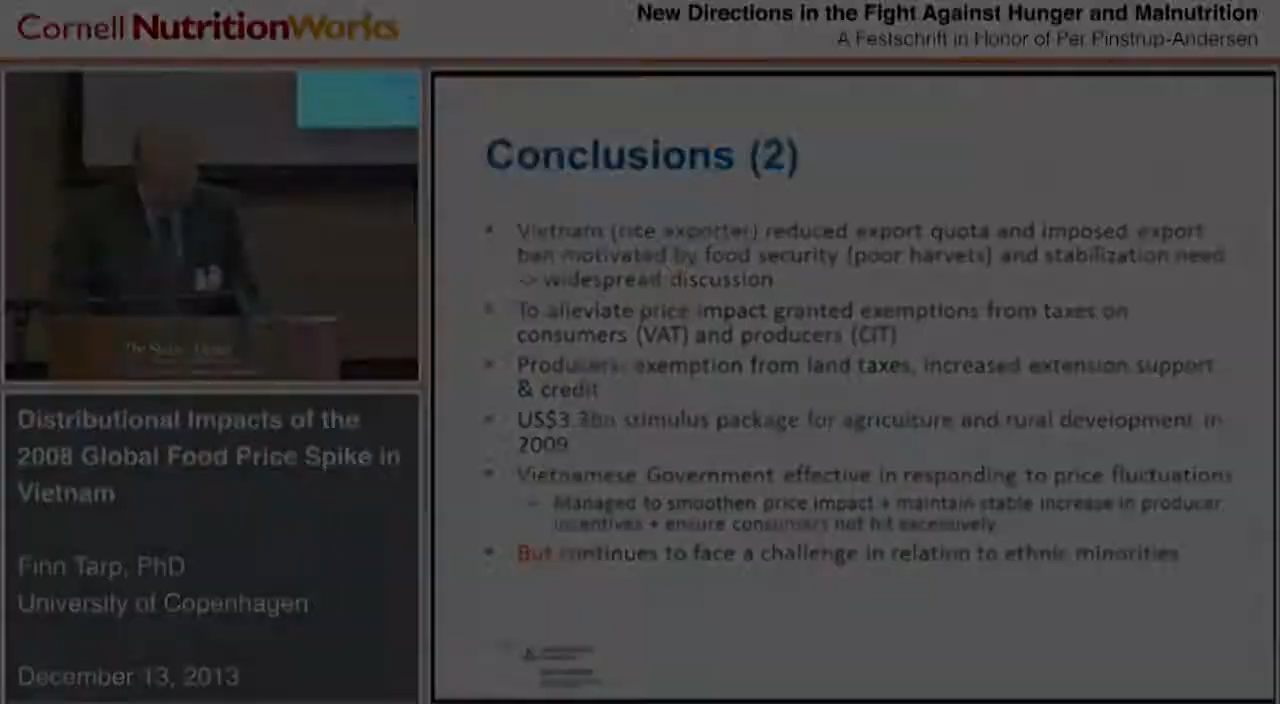 Cornell NutritionWorks
New Directions in the Fight Against Hunger and Malnutrition
A Festschrift in Honor of Per Pinstrup-Andersen
Distributional Impacts of the
2008 Global Food Price Spike in
Vietnam
Finn Tarp, PhD
University of Copenhagen
December 13, 2013
Conclusions (2)
• Vietnam (rice exporter) reduced export quota and imposed export
ban motivated by food security (poor harvets) and stabilization need
-> widespread discussion
• To alleviate price impact granted exemptions from taxes on
consumers (VAT) and producers (CIT)
• Producers: exemption from land taxes, increased extension support
& credit
• stimulus package for agriculture and rural development in
2009
• Vietnamese Government effective in responding to price fluctuations
– Managed to smoothen price impact + maintain stable increase in producer
incentives + ensure consumers not hit excessively
• But continues to face a challenge in relation to ethnic minorities